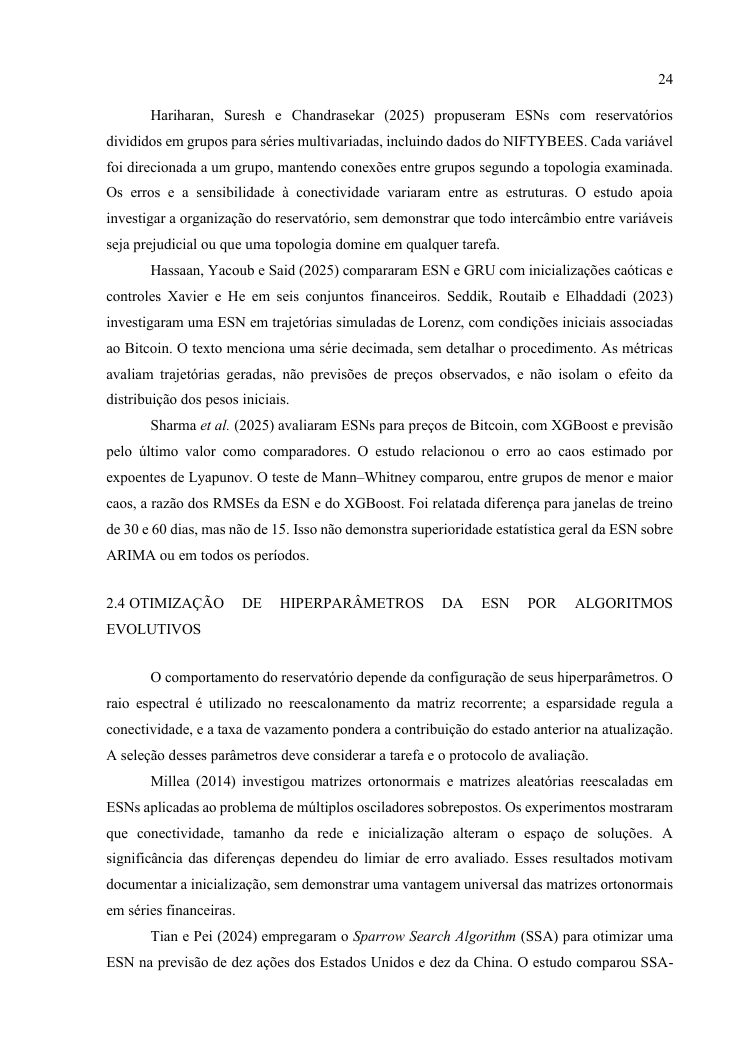 24
Hariharan, Suresh e Chandrasekar (2025) propuseram ESNs com reservatórios
divididos em grupos para séries multivariadas, incluindo dados do NIFTYBEES. Cada variável
foi direcionada a um grupo, mantendo conexões entre grupos segundo a topologia examinada.
Os erros e a sensibilidade à conectividade variaram entre as estruturas. O estudo apoia
investigar a organização do reservatório, sem demonstrar que todo intercâmbio entre variáveis
seja prejudicial ou que uma topologia domine em qualquer tarefa.
Hassaan, Yacoub e Said (2025) compararam ESN e GRU com inicializações caóticas e
controles Xavier e He em seis conjuntos financeiros. Seddik, Routaib e Elhaddadi (2023)
investigaram uma ESN em trajetórias simuladas de Lorenz, com condições iniciais associadas
ao Bitcoin. O texto menciona uma série decimada, sem detalhar o procedimento. As métricas
avaliam trajetórias geradas, não previsões de preços observados, e não isolam o efeito da
distribuição dos pesos iniciais.
Sharma et al. (2025) avaliaram ESNs para preços de Bitcoin, com XGBoost e previsão
pelo último valor como comparadores. O estudo relacionou o erro ao caos estimado por
expoentes de Lyapunov. O teste de Mann–Whitney comparou, entre grupos de menor e maior
caos, a razão dos RMSEs da ESN e do XGBoost. Foi relatada diferença para janelas de treino
de 30 e 60 dias, mas não de 15. Isso não demonstra superioridade estatística geral da ESN sobre
ARIMA ou em todos os períodos.
2.4 OTIMIZAÇÃO DE HIPERPARÂMETROS DA ESN POR ALGORITMOS
EVOLUTIVOS
O comportamento do reservatório depende da configuração de seus hiperparâmetros. O
raio espectral é utilizado no reescalonamento da matriz recorrente; a esparsidade regula a
conectividade, e a taxa de vazamento pondera a contribuição do estado anterior na atualização.
A seleção desses parâmetros deve considerar a tarefa e o protocolo de avaliação.
Millea (2014) investigou matrizes ortonormais e matrizes aleatórias reescaladas em
ESNs aplicadas ao problema de múltiplos osciladores sobrepostos. Os experimentos mostraram
que conectividade, tamanho da rede e inicialização alteram o espaço de soluções. A
significância das diferenças dependeu do limiar de erro avaliado. Esses resultados motivam
documentar a inicialização, sem demonstrar uma vantagem universal das matrizes ortonormais
em séries financeiras.
Tian e Pei (2024) empregaram o Sparrow Search Algorithm (SSA) para otimizar uma
ESN na previsão de dez ações dos Estados Unidos e dez da China. O estudo comparou SSA-